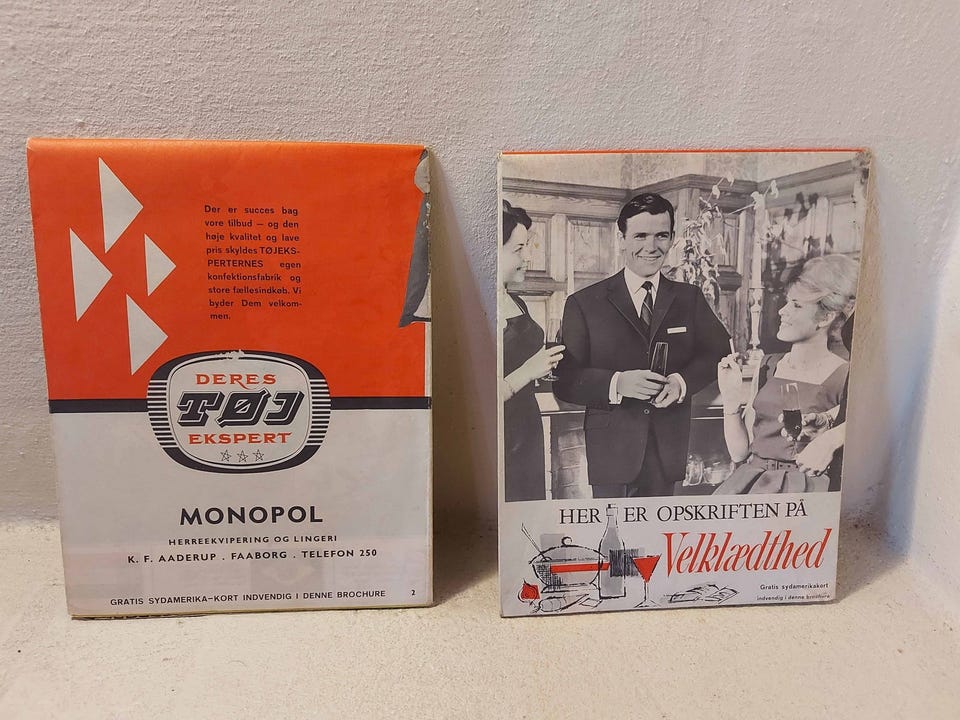 Der er succes bag
vore tilbud — og den
høje kvalitet og lave
pris skyldes TØJEKS-
PERTERNES egen
konfektionsfabrik og
store fællesindkøb. Vi
byder Dem velkom-
men.
DERES
TØJ
EKSPERT
MONOPOL
HERREEKVIPERING OG LINGERI
K. F. AADERUP . FAABORG . TELEFON 250
GRATIS SYDAMERIKA-KORT INDVENDIG I DENNE BROCHURE 2
HER ER OPSKRIFTEN PÅ
Velklædthed
Gratis sydamerikakort
indvendig i denne brochure